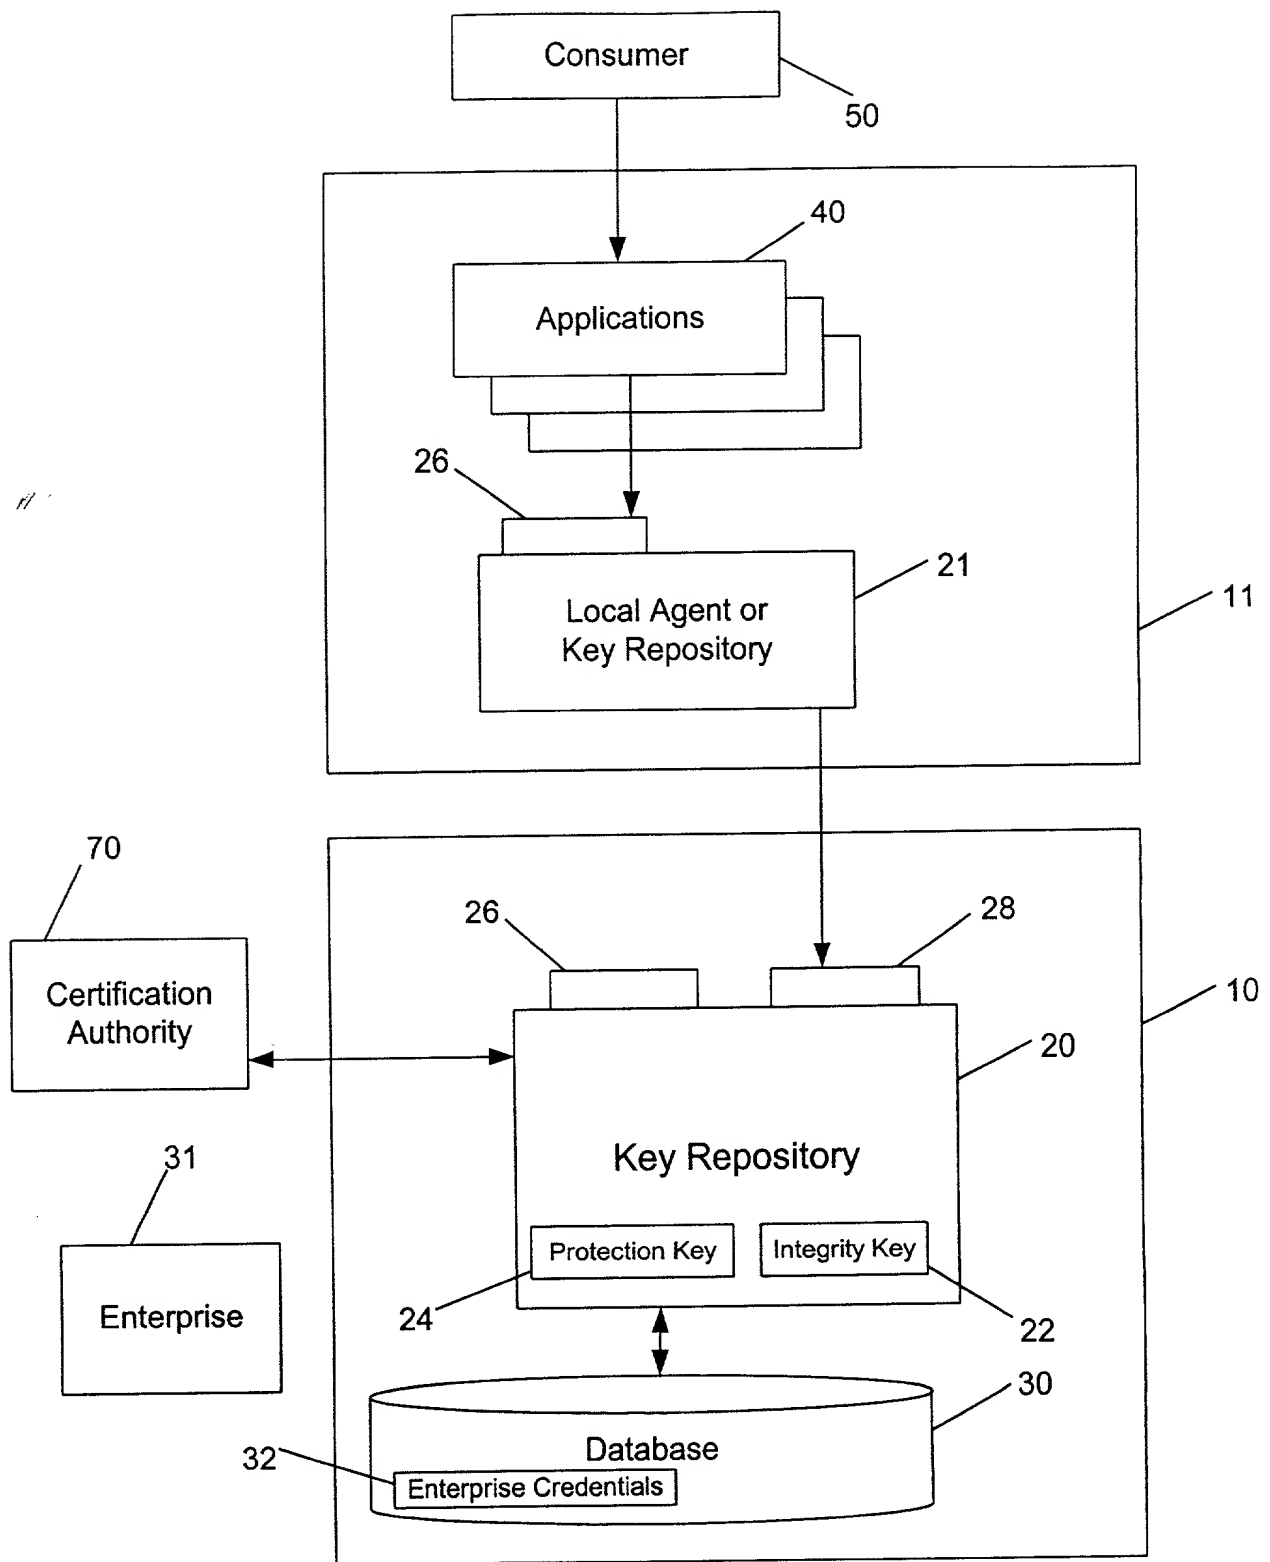 Consumer
50
40
Applications
26
21
Local Agent or
Key Repository
11
70
26
28
Certification
Authority
10
20
31
Key Repository
Protection Key
Integrity Key
Enterprise
24
22
30
Database
32
Enterprise Credentials